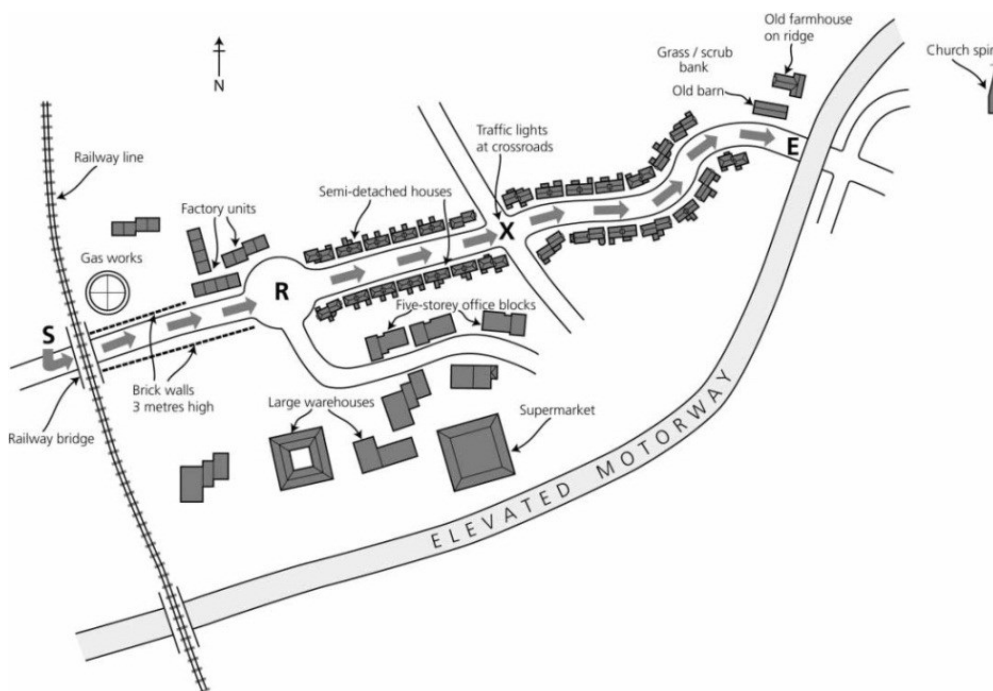 Old farmhouse
on ridge
Grass / scrub
bank
Church spir
Old barn
N
Traffic lights
at crossroads
E
Railway line
Semi-detached houses
Factory units
X
Gas works
R
Five-storey office blocks
S
Brick walls
3 metres high
Large warehouses
Supermarket
Railway bridge
ELEVATED MOTORWAY